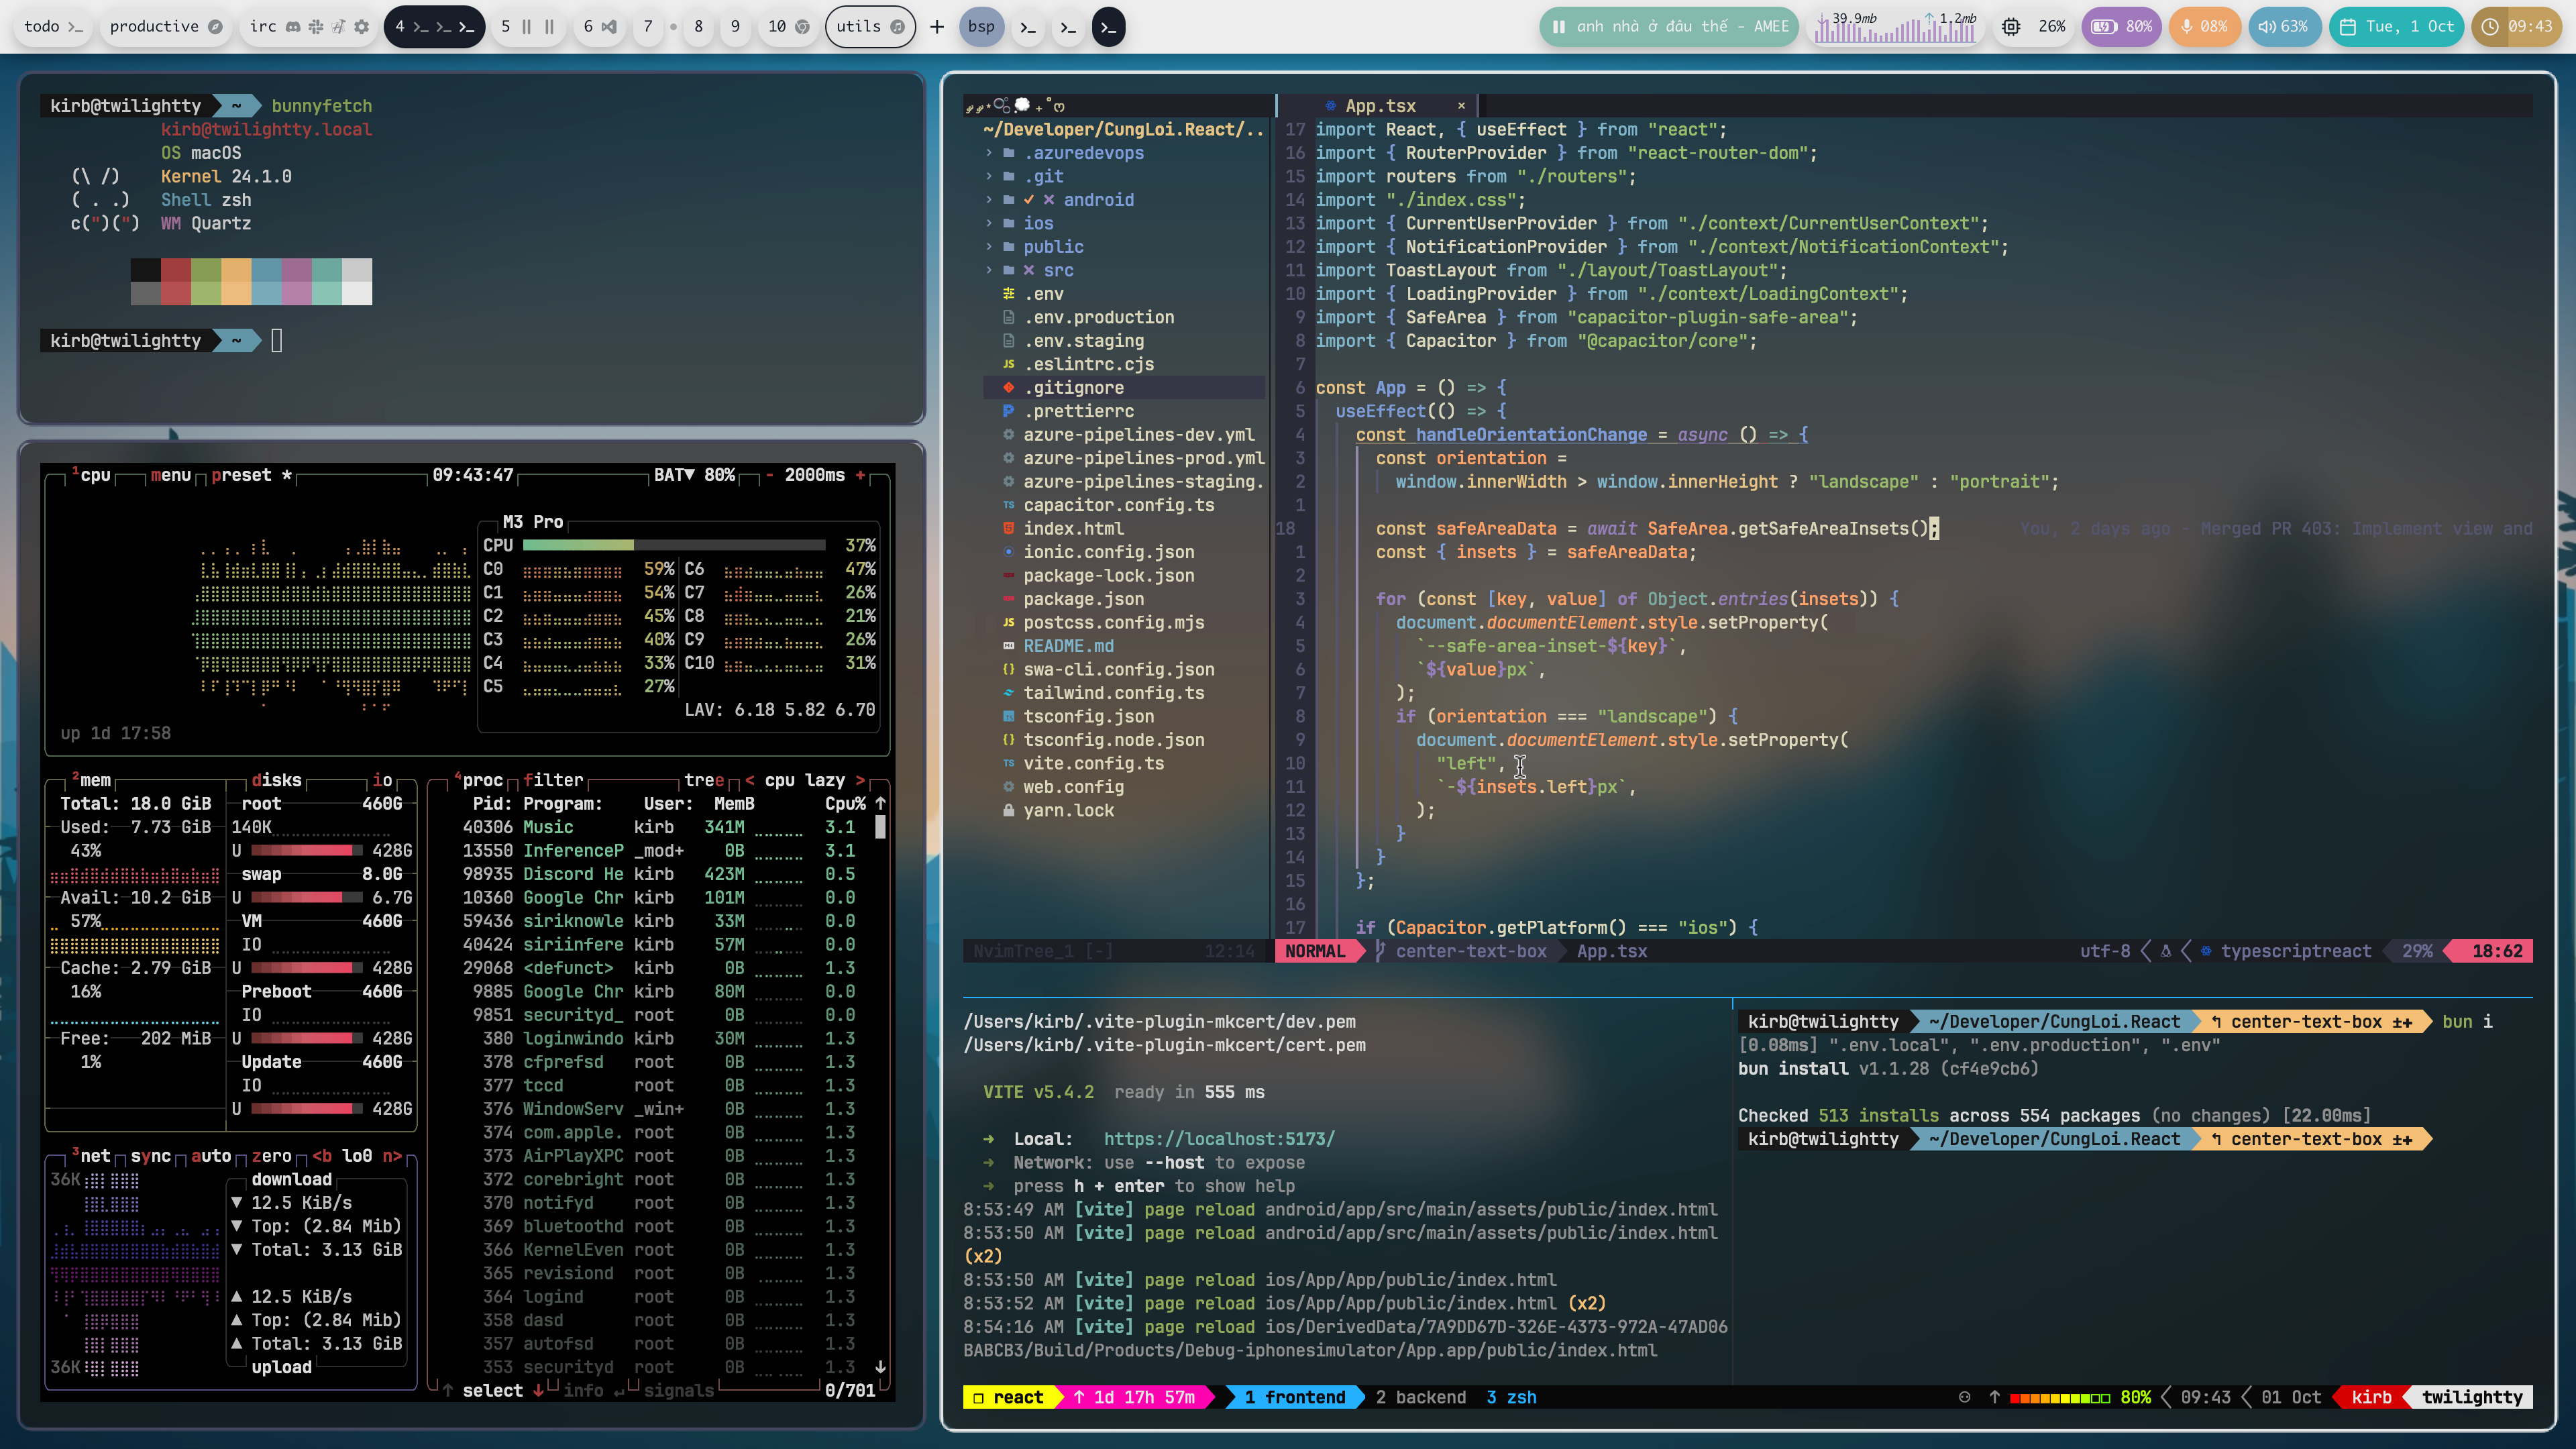 todo
productive
irc
4
5
6
7
8
9
10
utils
+
bsp
anh nhà ở đâu thế - AMEE
39.9mb
1.2mb
26%
80%
08%
63%
Tue, 1 Oct
09:43
kirb@twilightty ~ bunnyfetch
kirb@twilightty.local
OS macOS
(\ /) Kernel 24.1.0
( . .) Shell zsh
c(")(") WM Quartz
kirb@twilightty ~
¹cpu menu preset * 09:43:47 BAT▼ 80% - 2000ms +
M3 Pro
CPU 37%
C0 59% C6 47%
C1 54% C7 26%
C2 45% C8 21%
C3 40% C9 26%
C4 33% C10 31%
C5 27%
LAV: 6.18 5.82 6.70
up 1d 17:58
²mem
Total: 18.0 GiB
Used: 7.73 GiB
43%
Avail: 10.2 GiB
57%
Cache: 2.79 GiB
16%
Free: 202 MiB
1%
disks io
root 460G
140K
U 428G
swap 8.0G
U 6.7G
VM 460G
IO
U 428G
Preboot 460G
IO
U 428G
Update 460G
IO
U 428G
³net sync auto zero <b lo0 n>
36K
download
▼ 12.5 KiB/s
▼ Top: (2.84 Mib)
▼ Total: 3.13 GiB
▲ 12.5 KiB/s
▲ Top: (2.84 Mib)
▲ Total: 3.13 GiB
upload
36K
⁴proc filter tree < cpu lazy >
Pid: Program: User: MemB Cpu% ↑
40306 Music kirb 341M 3.1
13550 InferenceP _mod+ 0B 3.1
98935 Discord He kirb 423M 0.5
10360 Google Chr kirb 101M 0.0
59436 siriknowle kirb 33M 0.0
40424 siriinfere kirb 57M 0.0
29068 <defunct> kirb 0B 1.3
9885 Google Chr kirb 80M 0.0
9851 securityd_ root 0B 0.0
380 loginwindo kirb 30M 1.3
378 cfprefsd root 0B 1.3
377 tccd root 0B 1.3
376 WindowServ _win+ 0B 1.3
374 com.apple. root 0B 1.3
373 AirPlayXPC root 0B 1.3
372 corebright root 0B 1.3
370 notifyd root 0B 1.3
369 bluetoothd root 0B 1.3
366 KernelEven root 0B 1.3
365 revisiond root 0B 1.3
364 logind root 0B 1.3
358 dasd root 0B 1.3
357 autofsd root 0B 1.3
353 securityd root 0B 1.3 ↓
↑ select ↓ info ↵ signals 0/701
~/Developer/CungLoi.React/..
.azuredevops
.git
android
ios
public
src
.env
.env.production
.env.staging
.eslintrc.cjs
.gitignore
.prettierrc
azure-pipelines-dev.yml
azure-pipelines-prod.yml
azure-pipelines-staging.
capacitor.config.ts
index.html
ionic.config.json
package-lock.json
package.json
postcss.config.mjs
README.md
swa-cli.config.json
tailwind.config.ts
tsconfig.json
tsconfig.node.json
vite.config.ts
web.config
yarn.lock
App.tsx ×
17 import React, { useEffect } from "react";
16 import { RouterProvider } from "react-router-dom";
15 import routers from "./routers";
14 import "./index.css";
13 import { CurrentUserProvider } from "./context/CurrentUserContext";
12 import { NotificationProvider } from "./context/NotificationContext";
11 import ToastLayout from "./layout/ToastLayout";
10 import { LoadingProvider } from "./context/LoadingContext";
9 import { SafeArea } from "capacitor-plugin-safe-area";
8 import { Capacitor } from "@capacitor/core";
7
6 const App = () => {
5 useEffect(() => {
4 const handleOrientationChange = async () => {
3 const orientation =
2 window.innerWidth > window.innerHeight ? "landscape" : "portrait";
1
18 const safeAreaData = await SafeArea.getSafeAreaInsets(); You, 2 days ago - Merged PR 403: Implement view and
1 const { insets } = safeAreaData;
2
3 for (const [key, value] of Object.entries(insets)) {
4 document.documentElement.style.setProperty(
5 `--safe-area-inset-${key}`,
6 `${value}px`,
7 );
8 if (orientation === "landscape") {
9 document.documentElement.style.setProperty(
10 "left",
11 `-${insets.left}px`,
12 );
13 }
14 }
15 };
16
17 if (Capacitor.getPlatform() === "ios") {
NvimTree_1 [-] 12:14 NORMAL center-text-box App.tsx utf-8 typescriptreact 29% 18:62
/Users/kirb/.vite-plugin-mkcert/dev.pem
/Users/kirb/.vite-plugin-mkcert/cert.pem
VITE v5.4.2 ready in 555 ms
➜ Local: https://localhost:5173/
➜ Network: use --host to expose
➜ press h + enter to show help
8:53:49 AM [vite] page reload android/app/src/main/assets/public/index.html
8:53:50 AM [vite] page reload android/app/src/main/assets/public/index.html
(x2)
8:53:50 AM [vite] page reload ios/App/App/public/index.html
8:53:52 AM [vite] page reload ios/App/App/public/index.html (x2)
8:54:16 AM [vite] page reload ios/DerivedData/7A9DD67D-326E-4373-972A-47AD06
BABCB3/Build/Products/Debug-iphonesimulator/App.app/public/index.html
kirb@twilightty ~/Developer/CungLoi.React ↰ center-text-box ±+ bun i
[0.08ms] ".env.local", ".env.production", ".env"
bun install v1.1.28 (cf4e9cb6)
Checked 513 installs across 554 packages (no changes) [22.00ms]
kirb@twilightty ~/Developer/CungLoi.React ↰ center-text-box ±+
❐ react ↑ 1d 17h 57m 1 frontend 2 backend 3 zsh ↑ 80% 09:43 01 Oct kirb twilightty